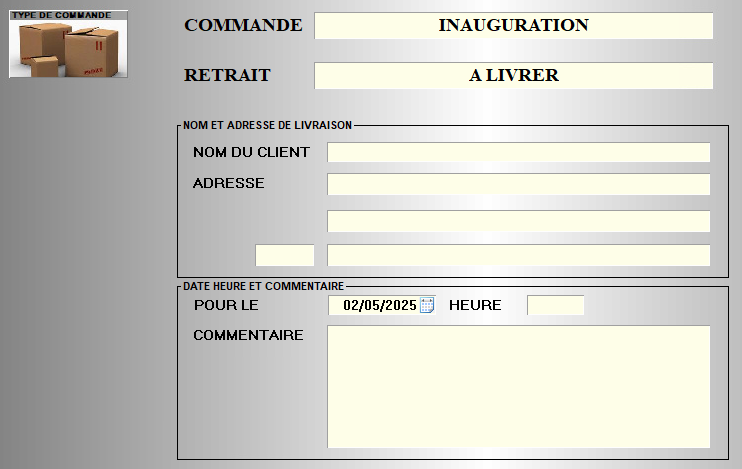 TYPE DE COMMANDE
COMMANDE INAUGURATION
RETRAIT A LIVRER
NOM ET ADRESSE DE LIVRAISON
NOM DU CLIENT
ADRESSE
DATE HEURE ET COMMENTAIRE
POUR LE 02/05/2025 HEURE
COMMENTAIRE